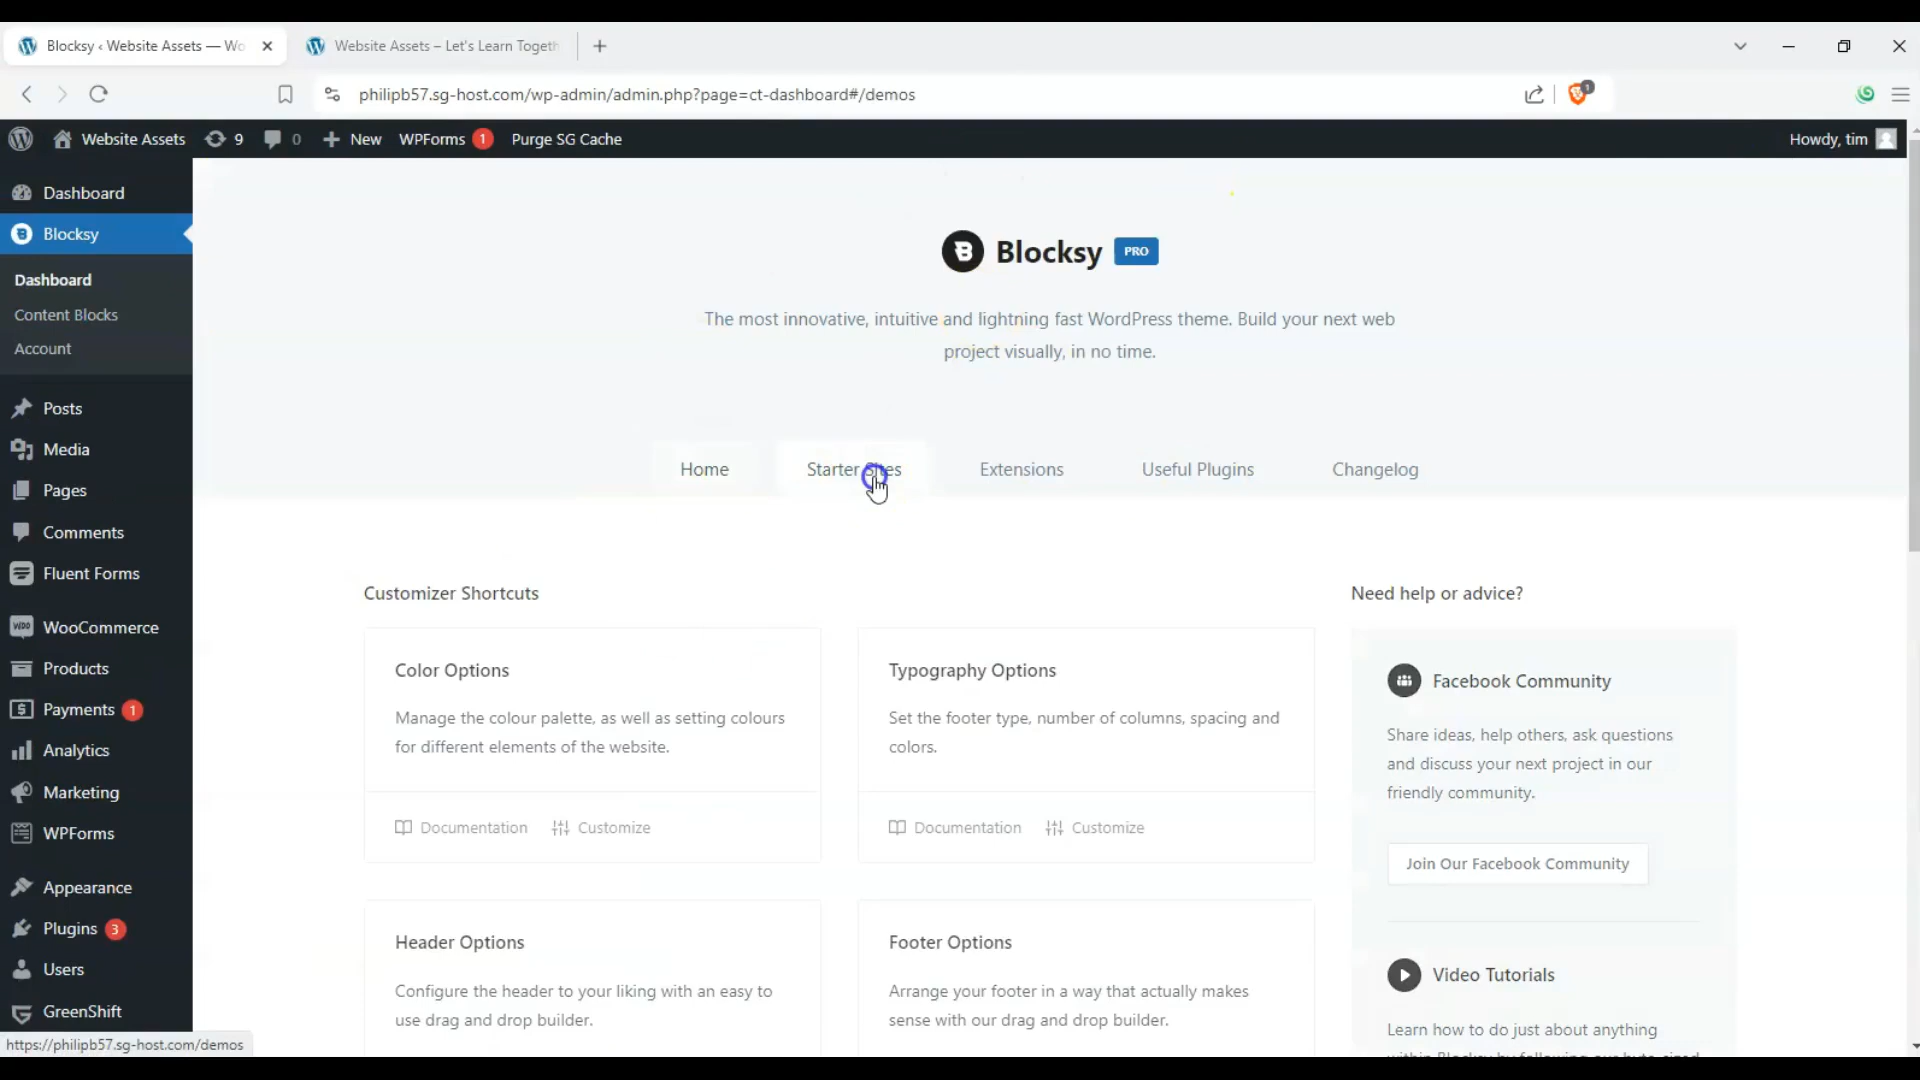 Blocksy ‹ Website Assets — Wo
Website Assets – Let's Learn Togeth
philipb57.sg-host.com/wp-admin/admin.php?page=ct-dashboard#/demos
1
Website Assets
9
0
New
WPForms 1
Purge SG Cache
Howdy, tim
Dashboard
Blocksy
Dashboard
Content Blocks
Account
Posts
Media
Pages
Comments
Fluent Forms
WooCommerce
Products
Payments 1
Analytics
Marketing
WPForms
Appearance
Plugins 3
Users
GreenShift
https://philipb57.sg-host.com/demos
Blocksy PRO
The most innovative, intuitive and lightning fast WordPress theme. Build your next web
project visually, in no time.
Home
Starter Sites
Extensions
Useful Plugins
Changelog
Customizer Shortcuts
Color Options
Manage the colour palette, as well as setting colours
for different elements of the website.
Documentation
Customize
Typography Options
Set the footer type, number of columns, spacing and
colors.
Documentation
Customize
Header Options
Configure the header to your liking with an easy to
use drag and drop builder.
Footer Options
Arrange your footer in a way that actually makes
sense with our drag and drop builder.
Need help or advice?
Facebook Community
Share ideas, help others, ask questions
and discuss your next project in our
friendly community.
Join Our Facebook Community
Video Tutorials
Learn how to do just about anything